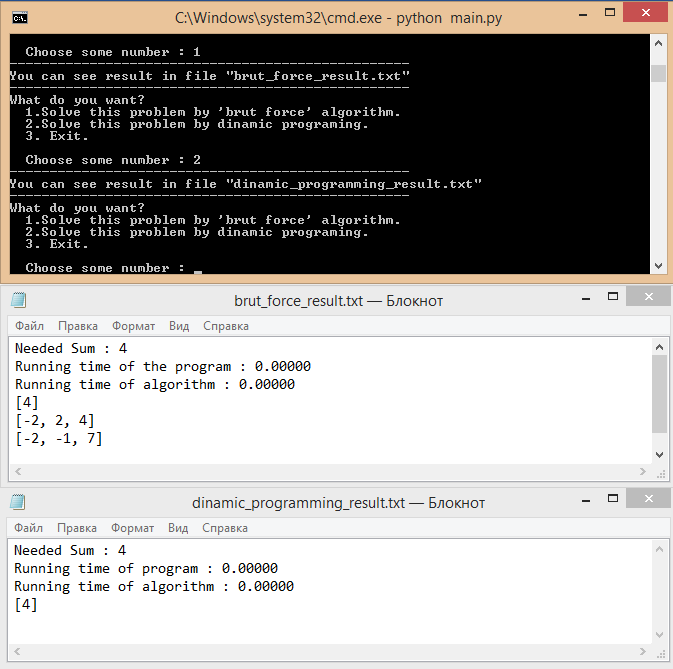 C:\Windows\system32\cmd.exe - python  main.py
Choose some number : 1
--------------------------------------------------
You can see result in file "brut_force_result.txt"
--------------------------------------------------
What do you want?
1.Solve this problem by 'brut force' algorithm.
2.Solve this problem by dinamic programing.
3. Exit.
Choose some number : 2
--------------------------------------------------
You can see result in file "dinamic_programming_result.txt"
--------------------------------------------------
What do you want?
1.Solve this problem by 'brut force' algorithm.
2.Solve this problem by dinamic programing.
3. Exit.
Choose some number : _
brut_force_result.txt — Блокнот
Файл Правка Формат Вид Справка
Needed Sum : 4
Running time of the program : 0.00000
Running time of algorithm : 0.00000
[4]
[-2, 2, 4]
[-2, -1, 7]
dinamic_programming_result.txt — Блокнот
Файл Правка Формат Вид Справка
Needed Sum : 4
Running time of program : 0.00000
Running time of algorithm : 0.00000
[4]